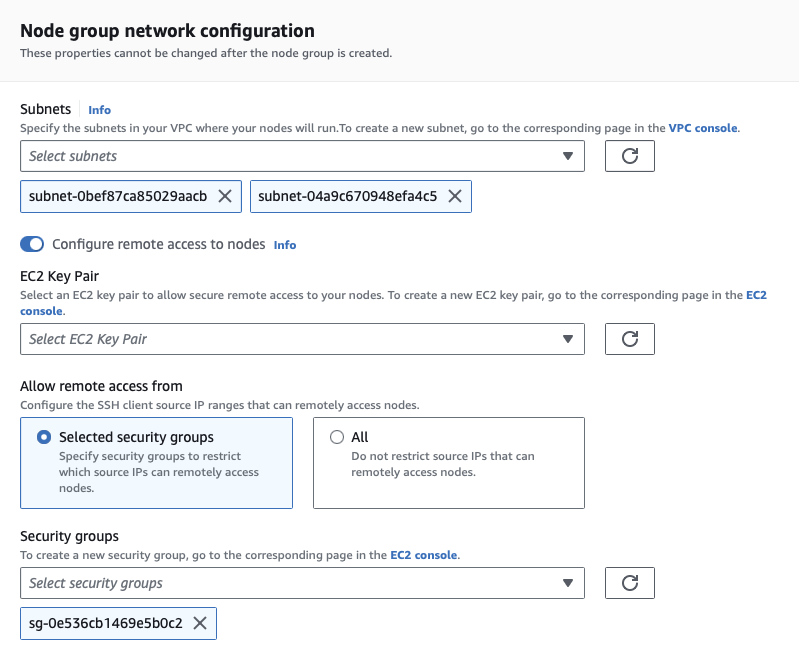 Node group network configuration
These properties cannot be changed after the node group is created.
Subnets Info
Specify the subnets in your VPC where your nodes will run.To create a new subnet, go to the corresponding page in the VPC console.
Select subnets
subnet-0bef87ca85029aacb subnet-04a9c670948efa4c5
Configure remote access to nodes Info
EC2 Key Pair
Select an EC2 key pair to allow secure remote access to your nodes. To create a new EC2 key pair, go to the corresponding page in the EC2
console.
Select EC2 Key Pair
Allow remote access from
Configure the SSH client source IP ranges that can remotely access nodes.
Selected security groups
Specify security groups to restrict
which source IPs can remotely access
nodes.
All
Do not restrict source IPs that can
remotely access nodes.
Security groups
To create a new security group, go to the corresponding page in the EC2 console.
Select security groups
sg-0e536cb1469e5b0c2